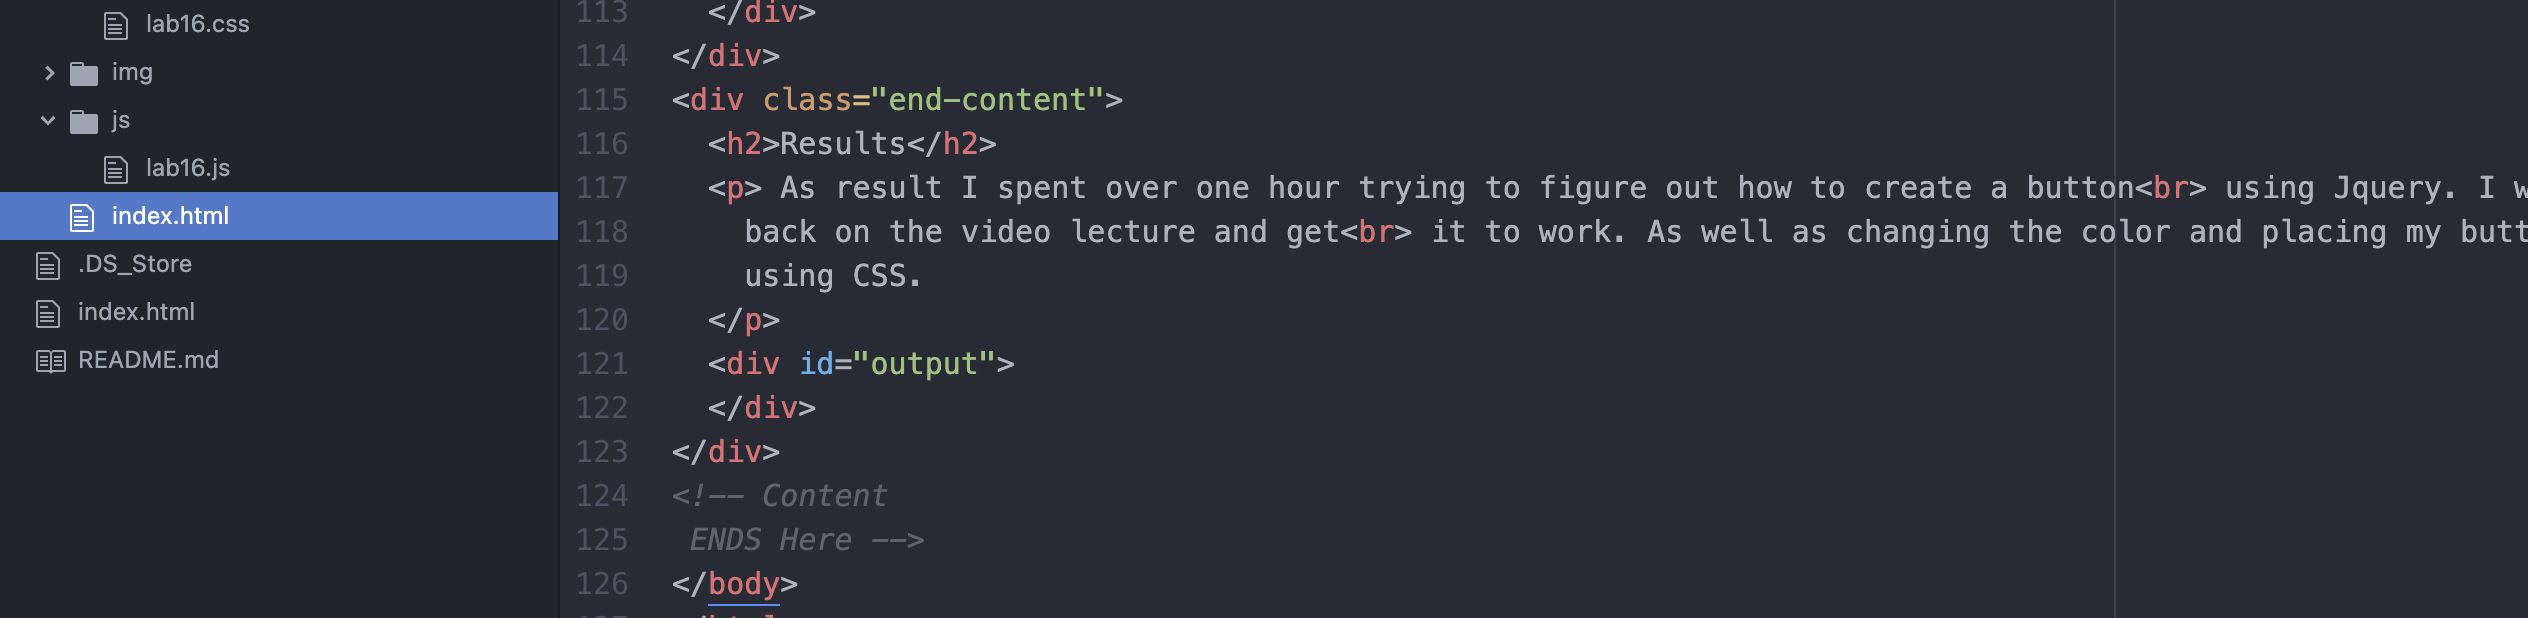 lab16.css
img
js
lab16.js
index.html
.DS_Store
index.html
README.md
113 </div>
114 </div>
115 <div class="end-content">
116 <h2>Results</h2>
117 <p> As result I spent over one hour trying to figure out how to create a button<br> using Jquery. I
118 back on the video lecture and get<br> it to work. As well as changing the color and placing my
119 using CSS.
120 </p>
121 <div id="output">
122 </div>
123 </div>
124 <!-- Content
125 ENDS Here -->
126 </body>